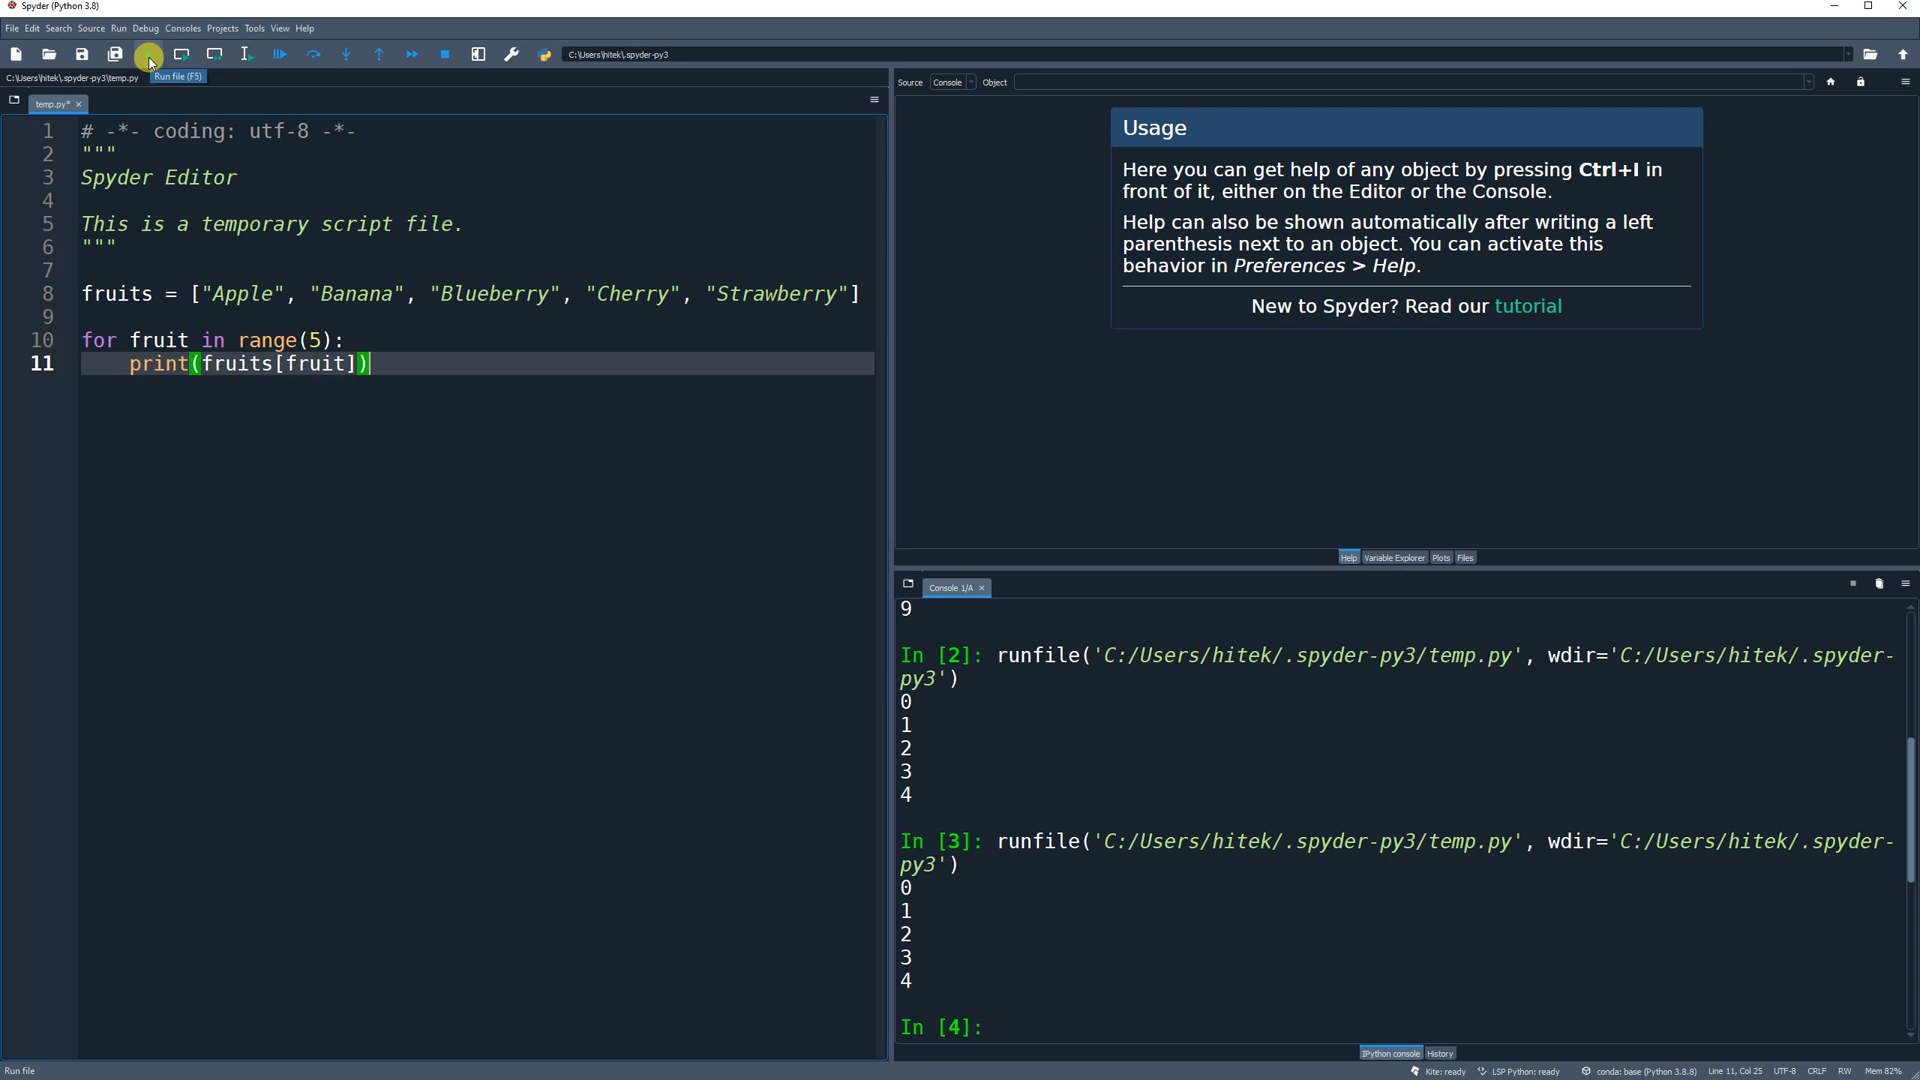 Spyder (Python 3.8)
File Edit Search Source Run Debug Consoles Projects Tools View Help
C:\Users\hitek\.spyder-py3
C:\Users\hitek\.spyder-py3\temp.py
Run file (F5)
temp.py*
1 # -*- coding: utf-8 -*-
2 """
3 Spyder Editor
4
5 This is a temporary script file.
6 """
7
8 fruits = ["Apple", "Banana", "Blueberry", "Cherry", "Strawberry"]
9
10 for fruit in range(5):
11 print(fruits[fruit])
Source Console Object
Usage
Here you can get help of any object by pressing Ctrl+I in
front of it, either on the Editor or the Console.
Help can also be shown automatically after writing a left
parenthesis next to an object. You can activate this
behavior in Preferences > Help.
New to Spyder? Read our tutorial
Help Variable Explorer Plots Files
Console 1/A
9
In [2]: runfile('C:/Users/hitek/.spyder-py3/temp.py', wdir='C:/Users/hitek/.spyder-
py3')
0
1
2
3
4
In [3]: runfile('C:/Users/hitek/.spyder-py3/temp.py', wdir='C:/Users/hitek/.spyder-
py3')
0
1
2
3
4
In [4]:
IPython console History
Run file
Kite: ready LSP Python: ready conda: base (Python 3.8.8) Line 11, Col 25 UTF-8 CRLF RW Mem 82%